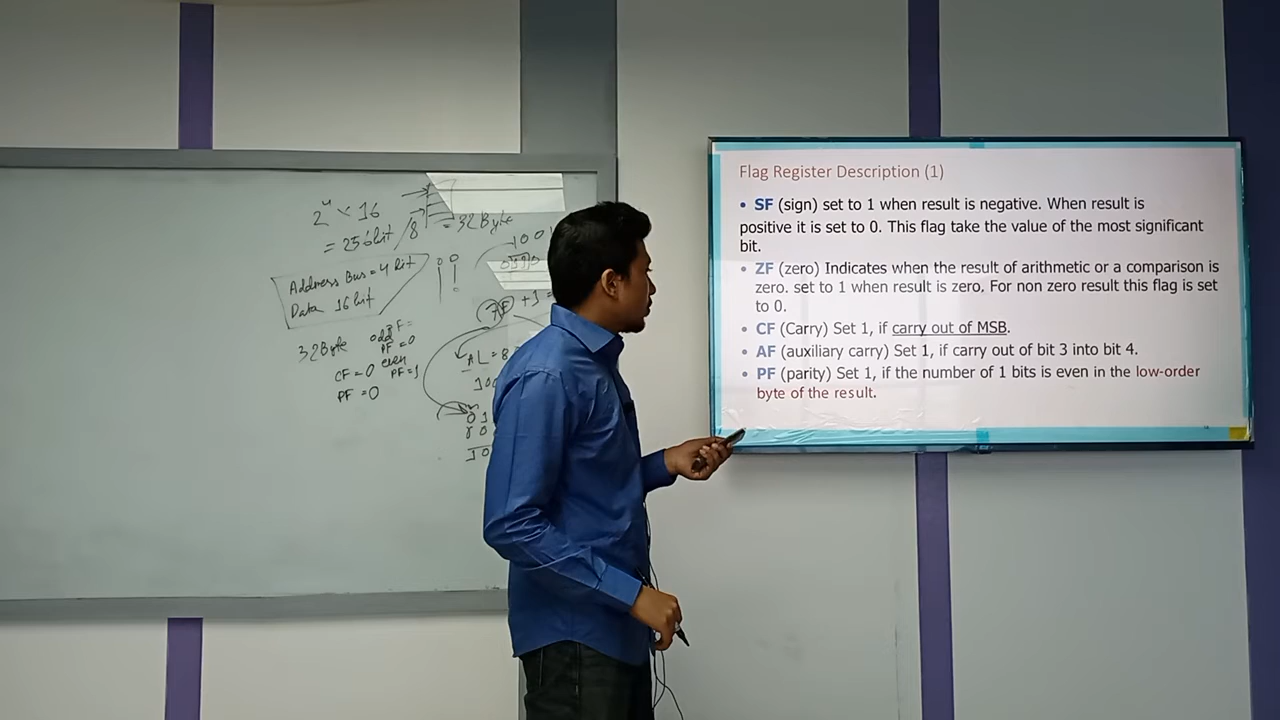 2⁴ × 16
= 256 bit / 8 = 32 Byte
Address Bus = 4 bit
Data 16 bit
32 Byte
odd PF = 0
even PF = 1
CF = 0
PF = 0
+ 1 =
AL = 8
Flag Register Description (1)
• SF (sign) set to 1 when result is negative. When result is
positive it is set to 0. This flag take the value of the most significant
bit.
• ZF (zero) Indicates when the result of arithmetic or a comparison is
zero. set to 1 when result is zero. For non zero result this flag is set
to 0.
• CF (Carry) Set 1, if carry out of MSB.
• AF (auxiliary carry) Set 1, if carry out of bit 3 into bit 4.
• PF (parity) Set 1, if the number of 1 bits is even in the low-order
byte of the result.